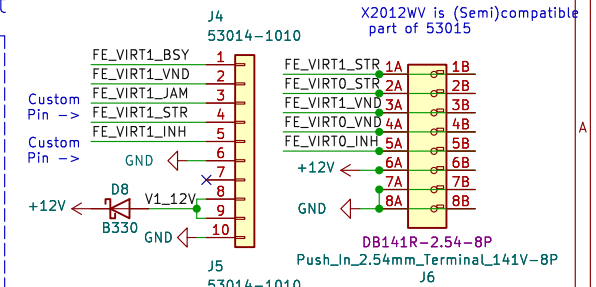 J4
53014-1010
X2012WV is (Semi)compatible
part of 53015
FE_VIRT1_BSY
1
FE_VIRT1_VND
2
FE_VIRT1_JAM
3
FE_VIRT1_STR
4
FE_VIRT1_INH
5
Custom
Pin ->
Custom
Pin ->
GND
6
7
8
9
10
D8
V1_12V
+12V
B330
GND
FE_VIRT1_STR
1A
1B
FE_VIRT0_STR
2A
2B
FE_VIRT1_VND
3A
3B
FE_VIRT0_VND
4A
4B
FE_VIRT0_INH
5A
5B
+12V
6A
6B
7A
7B
GND
8A
8B
A
DB141R-2.54-8P
Push_In_2.54mm_Terminal_141V-8P
J6
J5
53014-1010